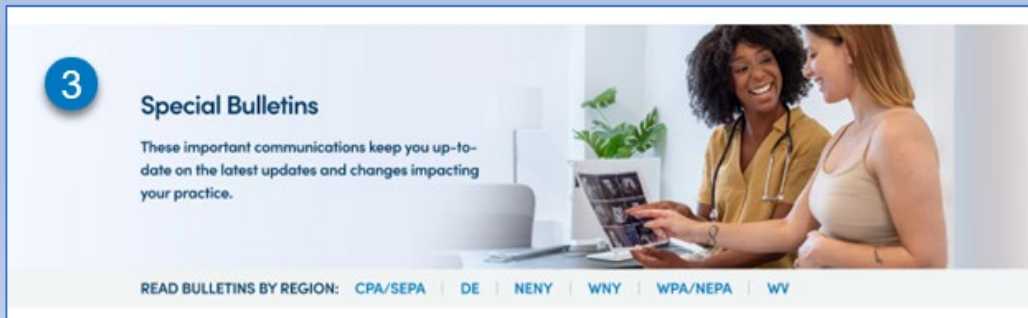 3
Special Bulletins
These important communications keep you up-to-
date on the latest updates and changes impacting
your practice.
READ BULLETINS BY REGION: CPA/SEPA | DE | NENY | WNY | WPA/NEPA | WV